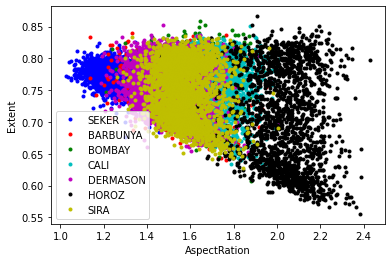 0.85
0.80
0.75
0.70
0.65
0.60
0.55
Extent
SEKER
BARBUNYA
BOMBAY
CALI
DERMASON
HOROZ
SIRA
1.0 1.2 1.4 1.6 1.8 2.0 2.2 2.4
AspectRation